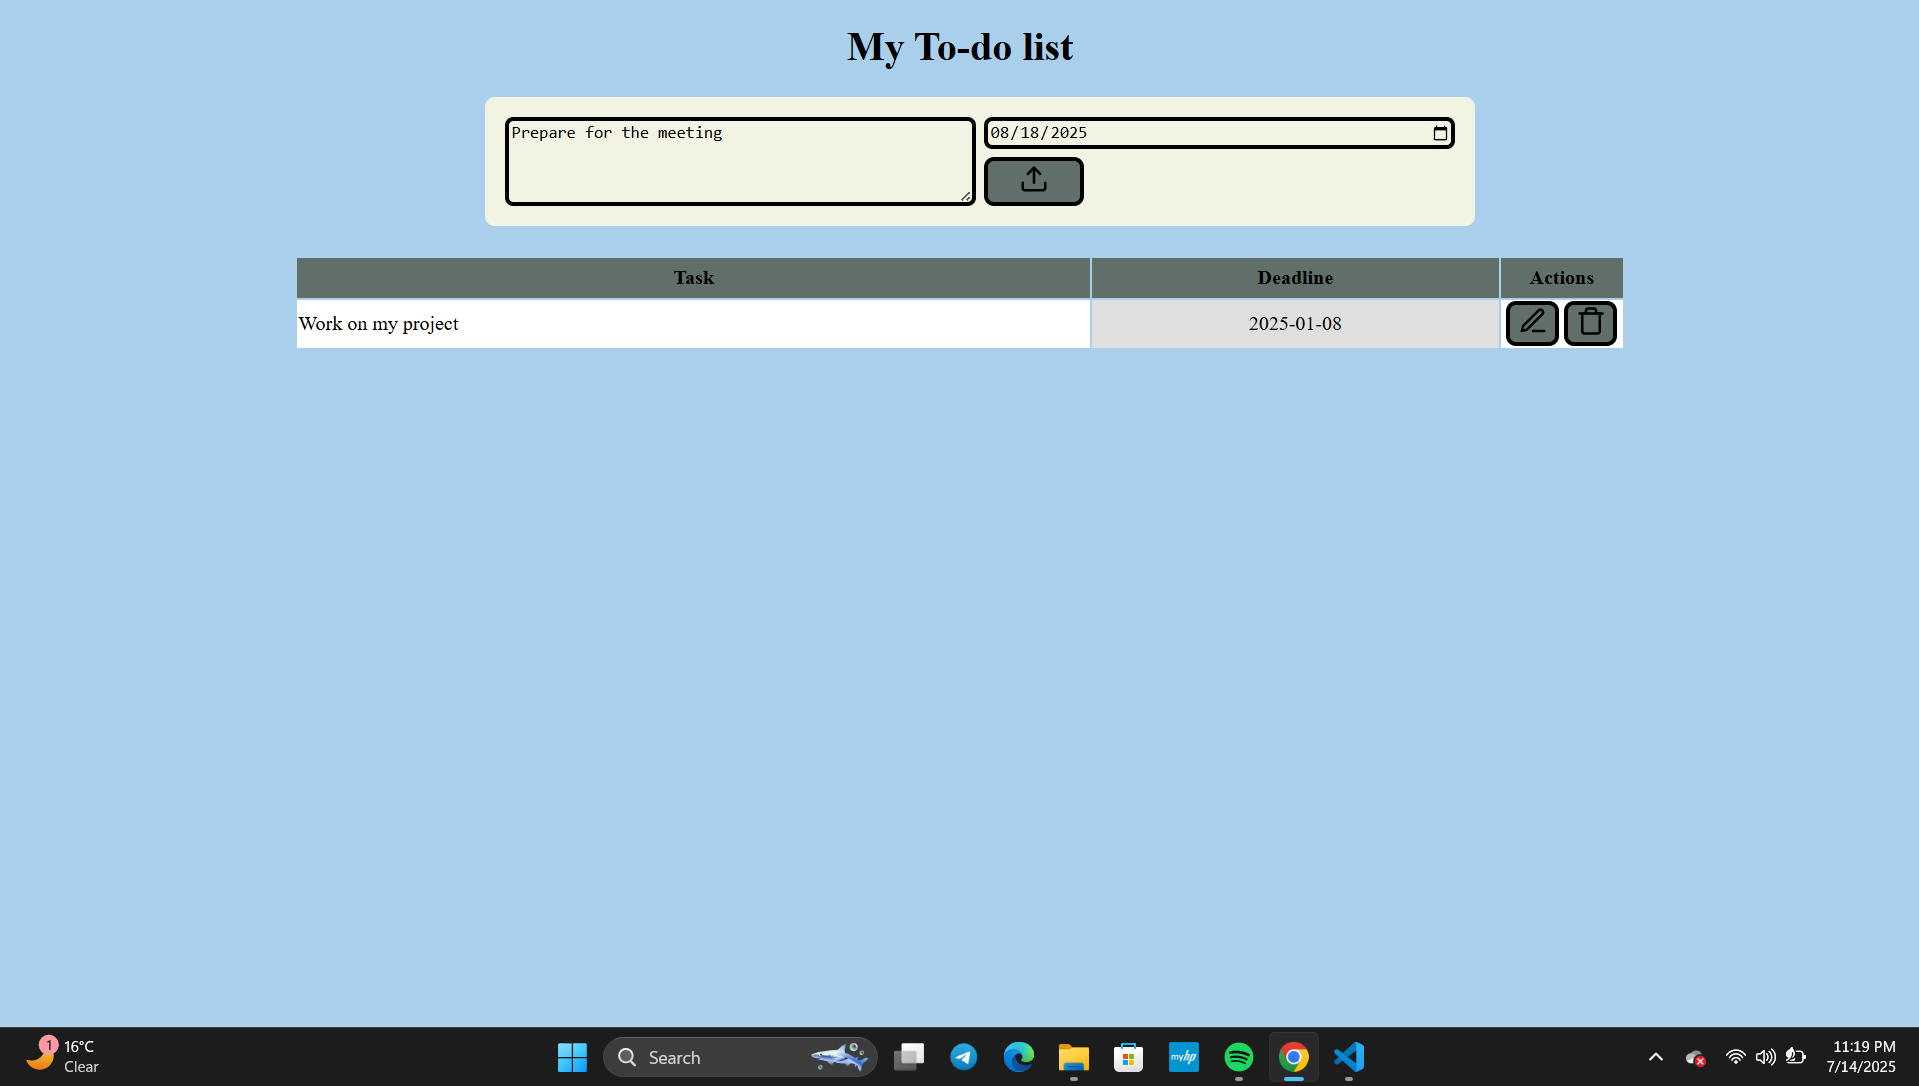 My To-do list
Prepare for the meeting
08/18/2025
Task Deadline Actions
Work on my project 2025-01-08
1
16°C
Clear
Search
myhp
11:19 PM
7/14/2025